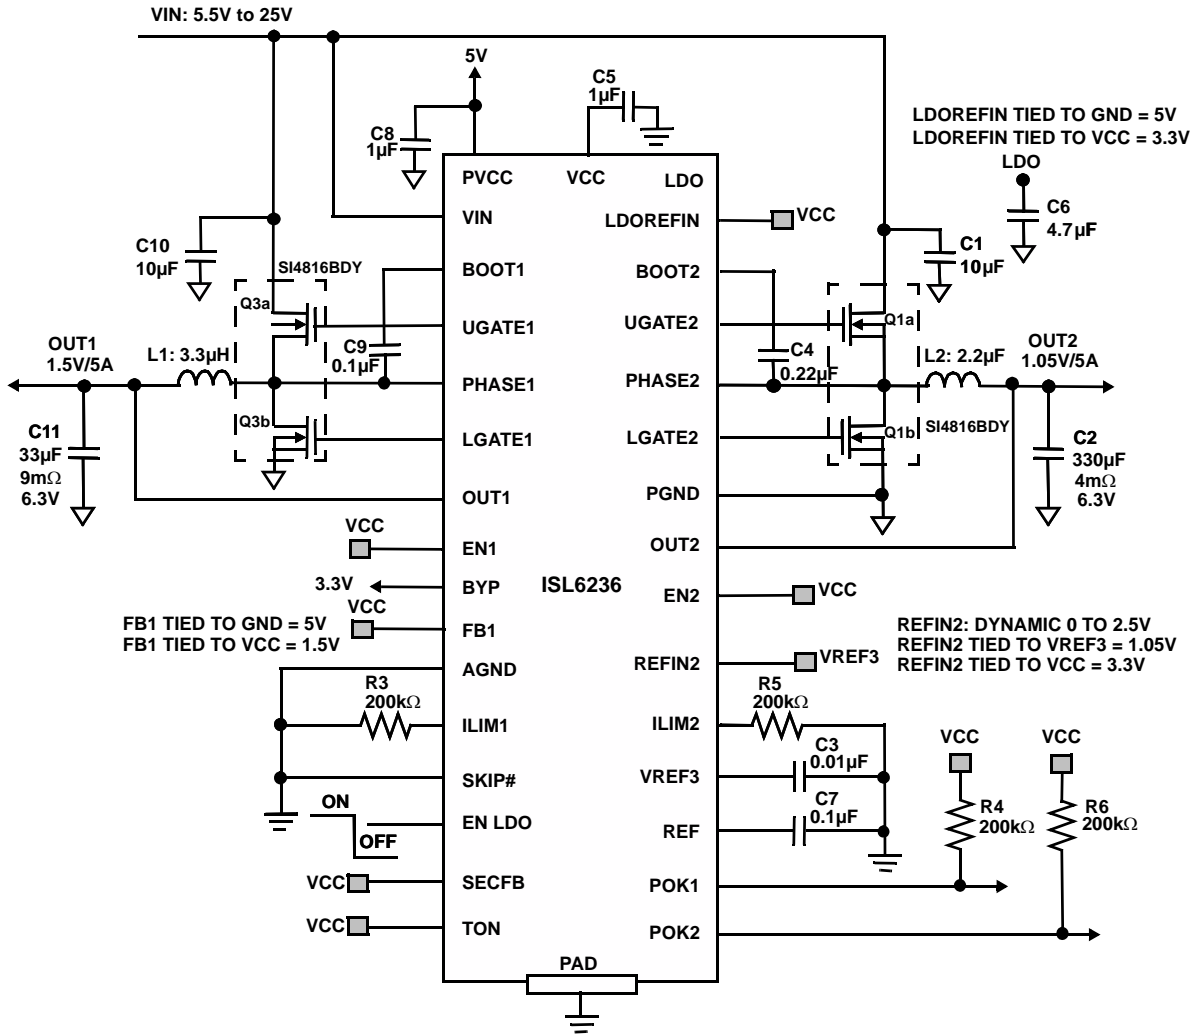 VIN: 5.5V to 25V
5V
C5
1µF
C8
1µF
LDOREFIN TIED TO GND = 5V
LDOREFIN TIED TO VCC = 3.3V
LDO
C6
4.7µF
PVCC
VCC
LDO
VIN
LDOREFIN
VCC
C10
10µF
SI4816BDY
BOOT1
BOOT2
C1
10µF
Q3a
UGATE1
UGATE2
Q1a
OUT1
1.5V/5A
L1: 3.3µH
C9
0.1µF
PHASE1
PHASE2
C4
0.22µF
L2: 2.2µF
OUT2
1.05V/5A
Q3b
LGATE1
LGATE2
Q1b
SI4816BDY
C11
33µF
9mΩ
6.3V
C2
330µF
4mΩ
6.3V
OUT1
PGND
VCC
EN1
OUT2
3.3V
BYP
ISL6236
EN2
VCC
FB1 TIED TO GND = 5V
FB1 TIED TO VCC = 1.5V
VCC
FB1
REFIN2: DYNAMIC 0 TO 2.5V
REFIN2 TIED TO VREF3 = 1.05V
REFIN2 TIED TO VCC = 3.3V
AGND
REFIN2
VREF3
R3
200kΩ
ILIM1
ILIM2
R5
200kΩ
VCC
VCC
SKIP#
VREF3
C3
0.01µF
ON
OFF
EN LDO
REF
C7
0.1µF
R4
200kΩ
R6
200kΩ
VCC
SECFB
POK1
VCC
TON
POK2
PAD